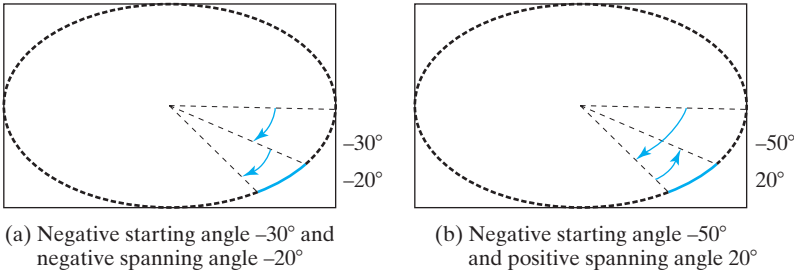 –30°
–20°
(a) Negative starting angle –30° and
negative spanning angle –20°
–50°
20°
(b) Negative starting angle –50°
and positive spanning angle 20°